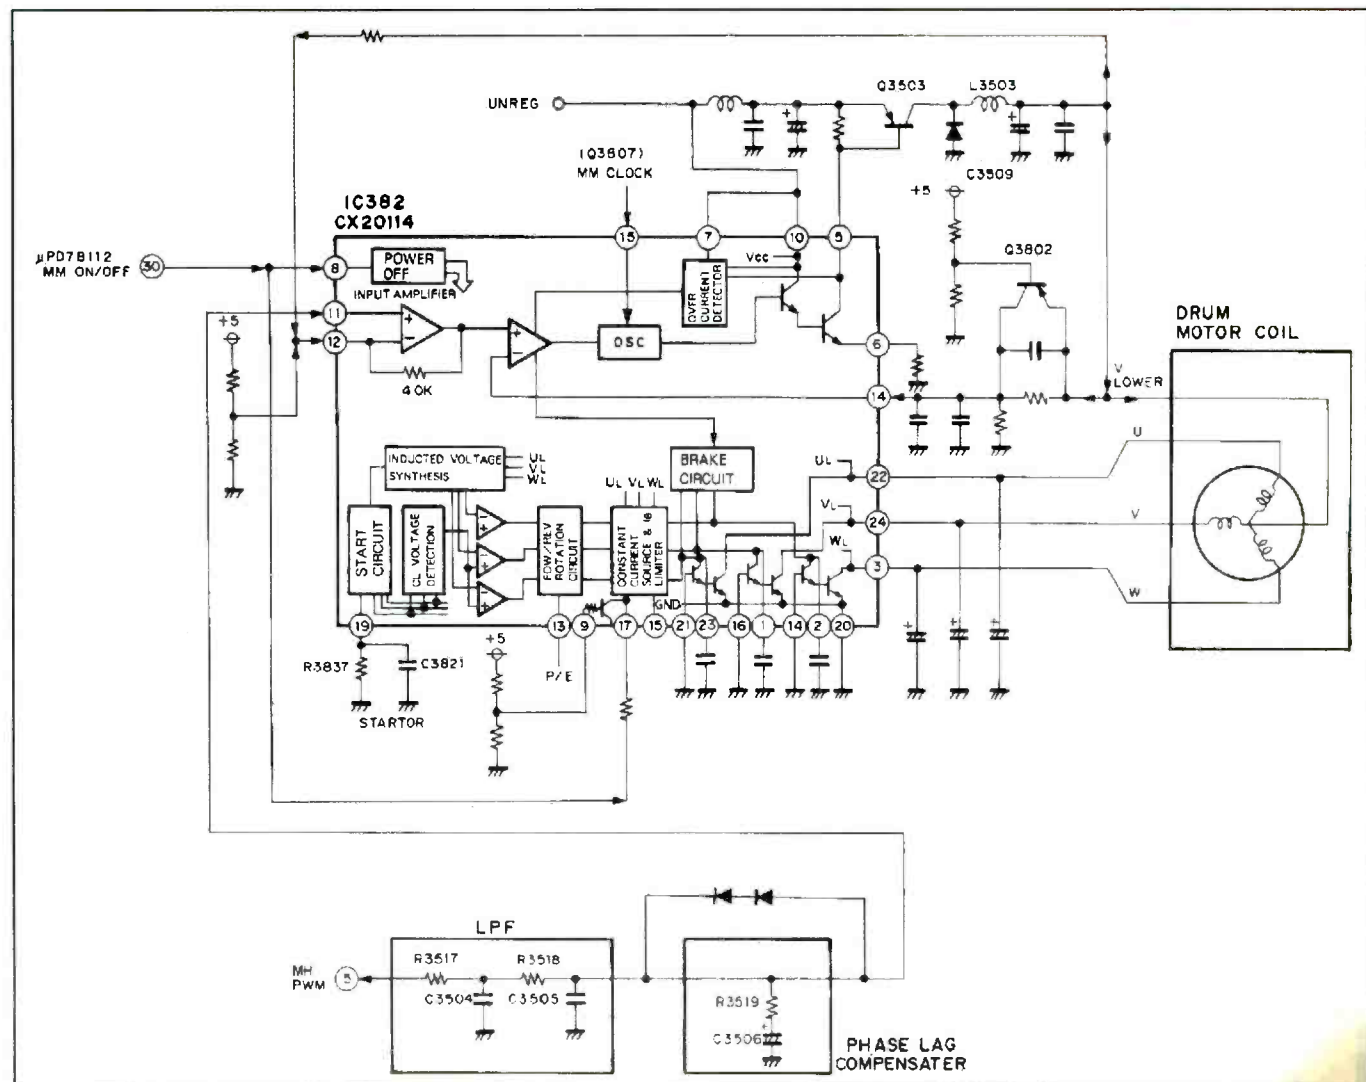 Q3503
L3503
UNREG
(Q3807)
MM CLOCK
C3509
+5
IC382
CX20114
Q3802
μPD78112
MM ON/OFF
30
8
POWER
OFF
15
7
10
5
Vcc
INPUT AMPLIFIER
OVER
CURRENT
DETECTOR
DRUM
MOTOR COIL
11
+
−
+
−
OSC
+5
12
6
40K
V
LOWER
14
U
INDUCTED VOLTAGE
SYNTHESIS
UL
VL
WL
BRAKE
CIRCUIT
UL
22
UL VL WL
VL
24
V
START
CIRCUIT
CL VOLTAGE
DETECTION
FOW/REV
ROTATION
CIRCUIT
CONSTANT
CURRENT
SOURCE & IB
LIMITER
WL
3
GND
W
19
13
9
17
15
21
23
16
1
14
2
20
+5
R3837
C3821
P/E
STARTOR
LPF
R3517
R3518
MH
PWM
5
C3504
C3505
R3519
C3506
PHASE LAG
COMPENSATER